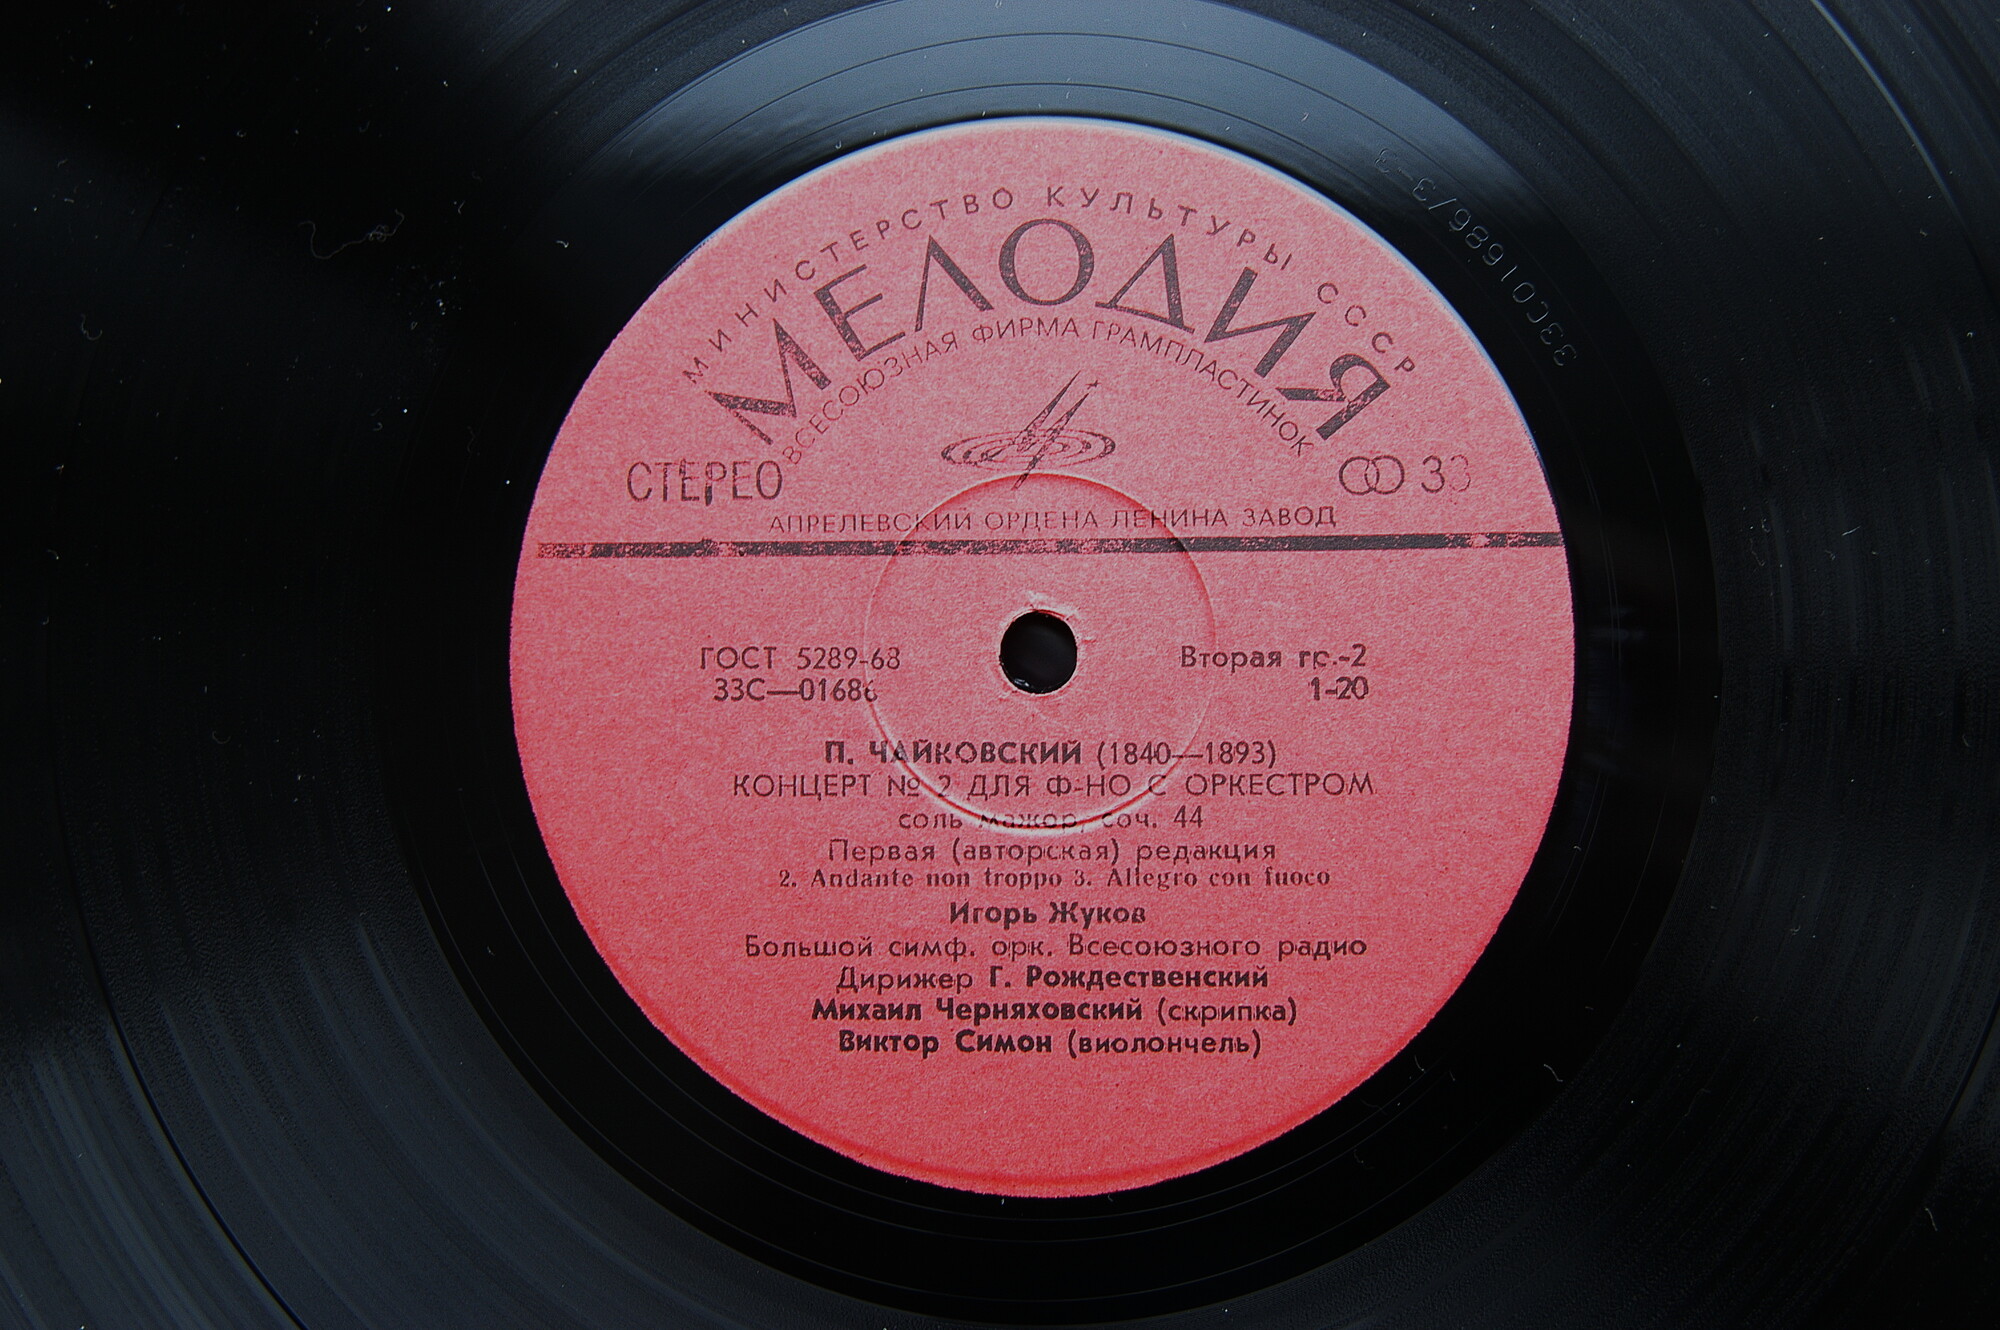 МИНИСТЕРСТВО КУЛЬТУРЫ СССР
МЕЛОДИЯ
ВСЕСОЮЗНАЯ ФИРМА ГРАМПЛАСТИНОК
СТЕРЕО 33
АПРЕЛЕВСКИЙ ОРДЕНА ЛЕНИНА ЗАВОД
ГОСТ 5289-68 Вторая гр.-2
33С—01686 1-20
П. ЧАЙКОВСКИЙ (1840—1893)
КОНЦЕРТ № 2 ДЛЯ Ф-НО С ОРКЕСТРОМ
соль мажор, соч. 44
Первая (авторская) редакция
2. Andante non troppo 3. Allegro con fuoco
Игорь Жуков
Большой симф. орк. Всесоюзного радио
Дирижер Г. Рождественский
Михаил Черняховский (скрипка)
Виктор Симон (виолончель)
33C01686/3-3